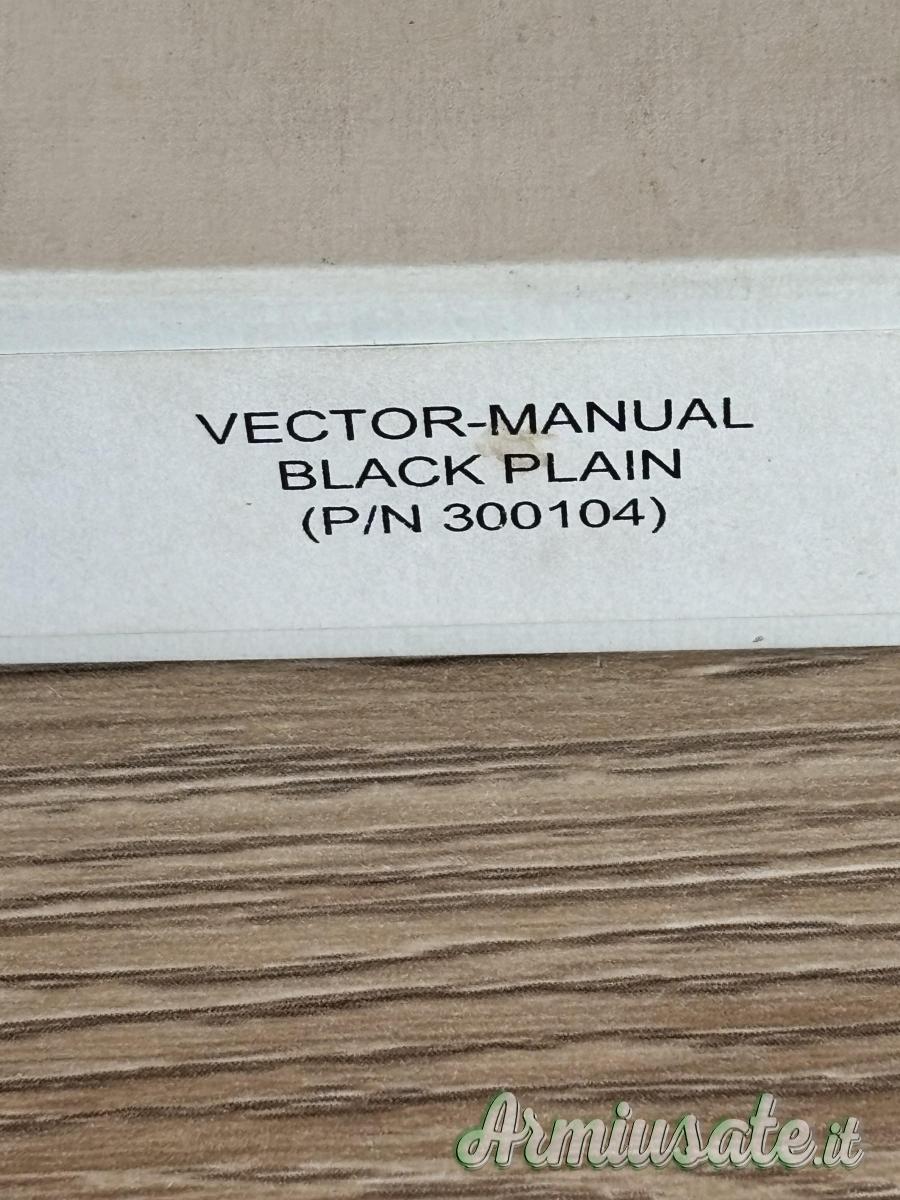 VECTOR-MANUAL
BLACK PLAIN
(P/N 300104)
Armiusate.it